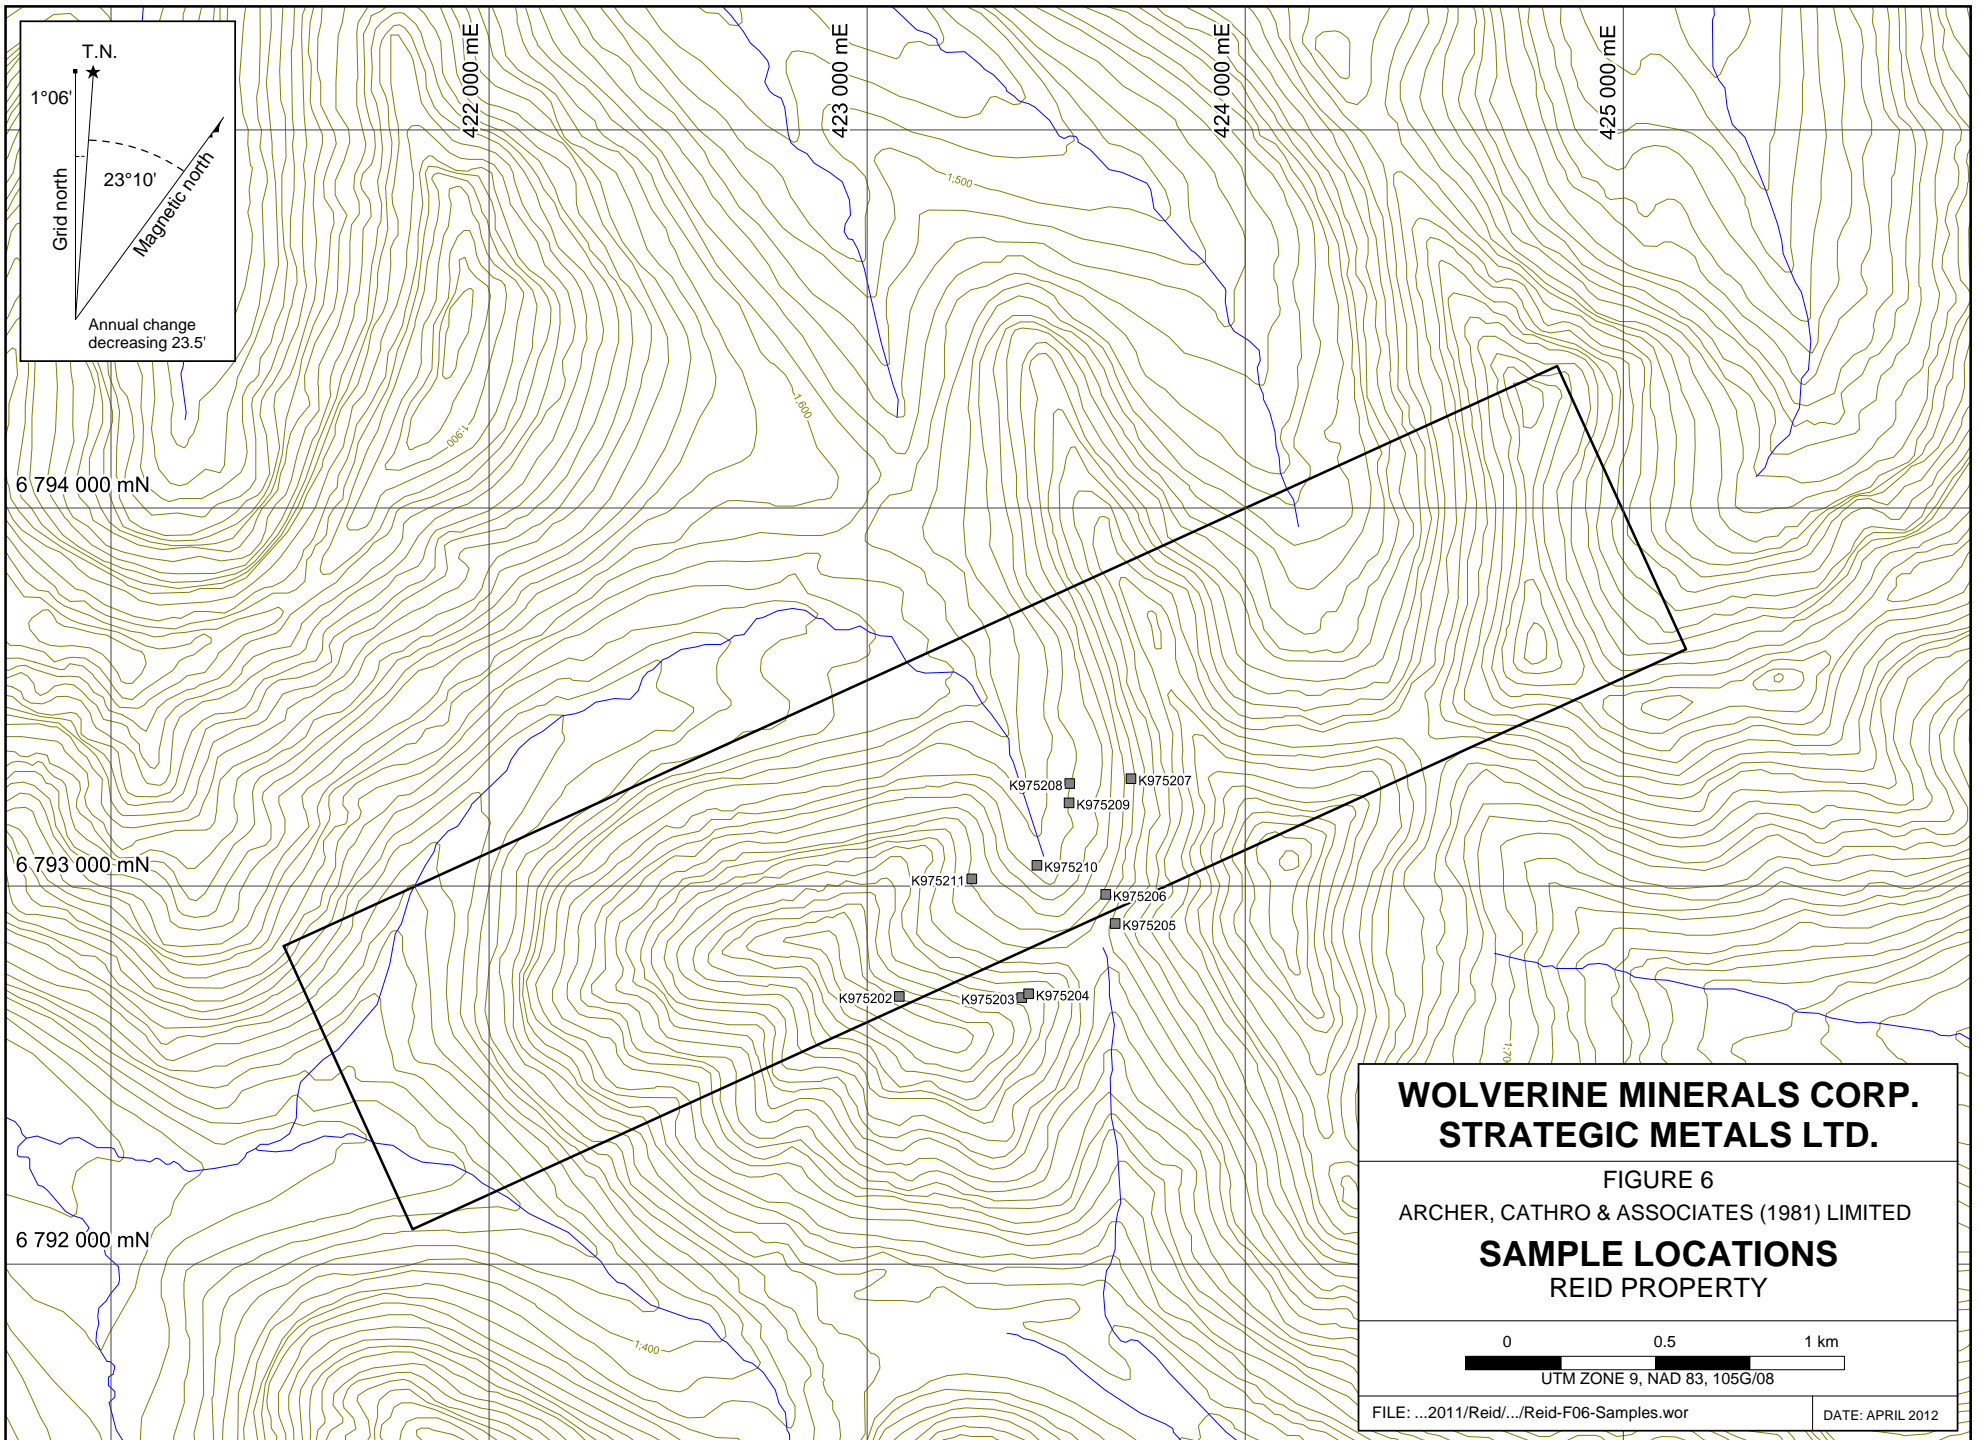 T.N.
1°06'
23°10'
Grid north
Magnetic north
Annual change
decreasing 23.5'
422 000 mE
423 000 mE
424 000 mE
425 000 mE
1,500
1,600
1,900
6 794 000 mN
K975208
K975207
K975209
6 793 000 mN
K975210
K975211
K975206
K975205
K975202
K975203
K975204
6 792 000 mN
1,400
WOLVERINE MINERALS CORP.
STRATEGIC METALS LTD.
FIGURE 6
ARCHER, CATHRO & ASSOCIATES (1981) LIMITED
SAMPLE LOCATIONS
REID PROPERTY
0 0.5 1 km
UTM ZONE 9, NAD 83, 105G/08
FILE: ...2011/Reid/.../Reid-F06-Samples.wor
DATE: APRIL 2012